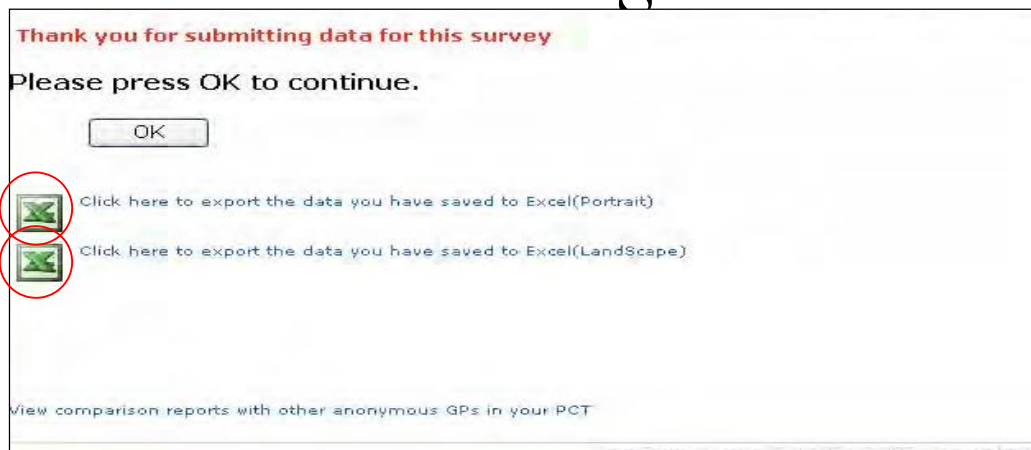 Thank you for submitting data for this survey
Please press OK to continue.
OK
Click here to export the data you have saved to Excel(Portrait)
Click here to export the data you have saved to Excel(LandScape)
View comparison reports with other anonymous GPs in your PCT